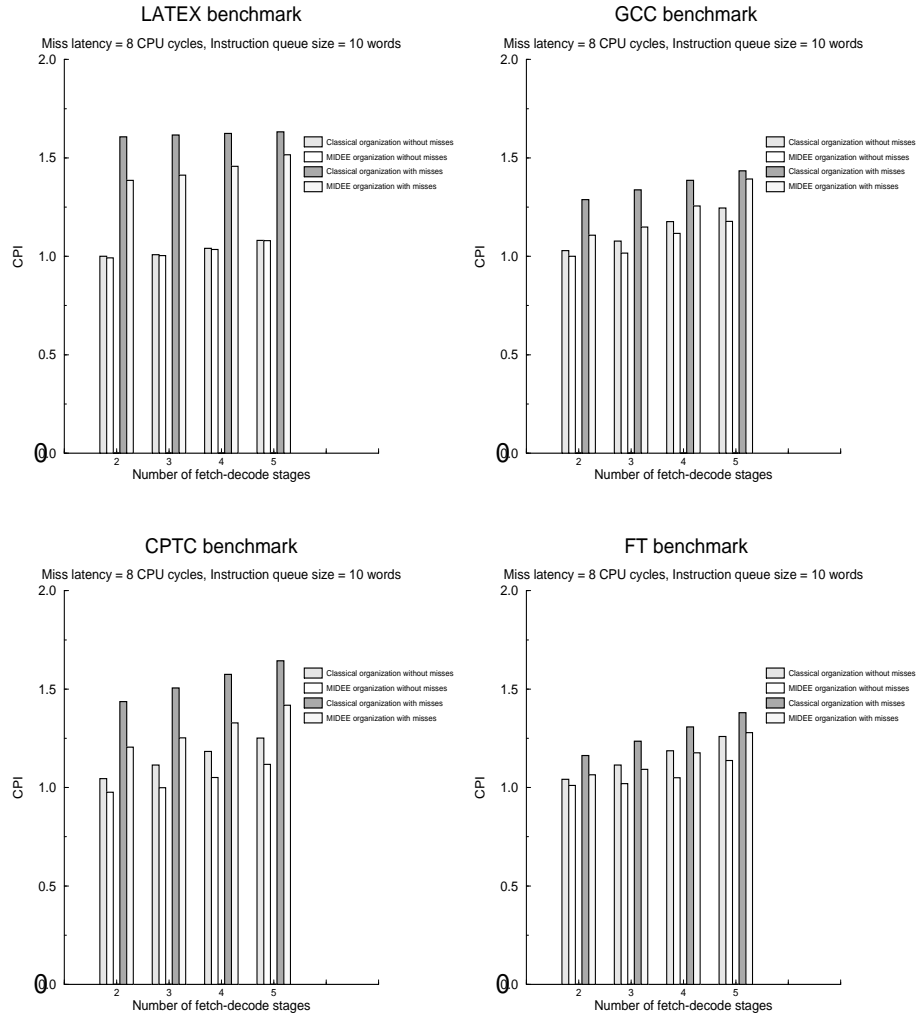 LATEX benchmark
Miss latency = 8 CPU cycles, Instruction queue size = 10 words
2.0
1.5
1.0
0.5
0.0
0
CPI
2 3 4 5
Number of fetch-decode stages
Classical organization without misses
MIDEE organization without misses
Classical organization with misses
MIDEE organization with misses
GCC benchmark
Miss latency = 8 CPU cycles, Instruction queue size = 10 words
2.0
1.5
1.0
0.5
0.0
0
CPI
2 3 4 5
Number of fetch-decode stages
Classical organization without misses
MIDEE organization without misses
Classical organization with misses
MIDEE organization with misses
CPTC benchmark
Miss latency = 8 CPU cycles, Instruction queue size = 10 words
2.0
1.5
1.0
0.5
0.0
0
CPI
2 3 4 5
Number of fetch-decode stages
Classical organization without misses
MIDEE organization without misses
Classical organization with misses
MIDEE organization with misses
FT benchmark
Miss latency = 8 CPU cycles, Instruction queue size = 10 words
2.0
1.5
1.0
0.5
0.0
0
CPI
2 3 4 5
Number of fetch-decode stages
Classical organization without misses
MIDEE organization without misses
Classical organization with misses
MIDEE organization with misses